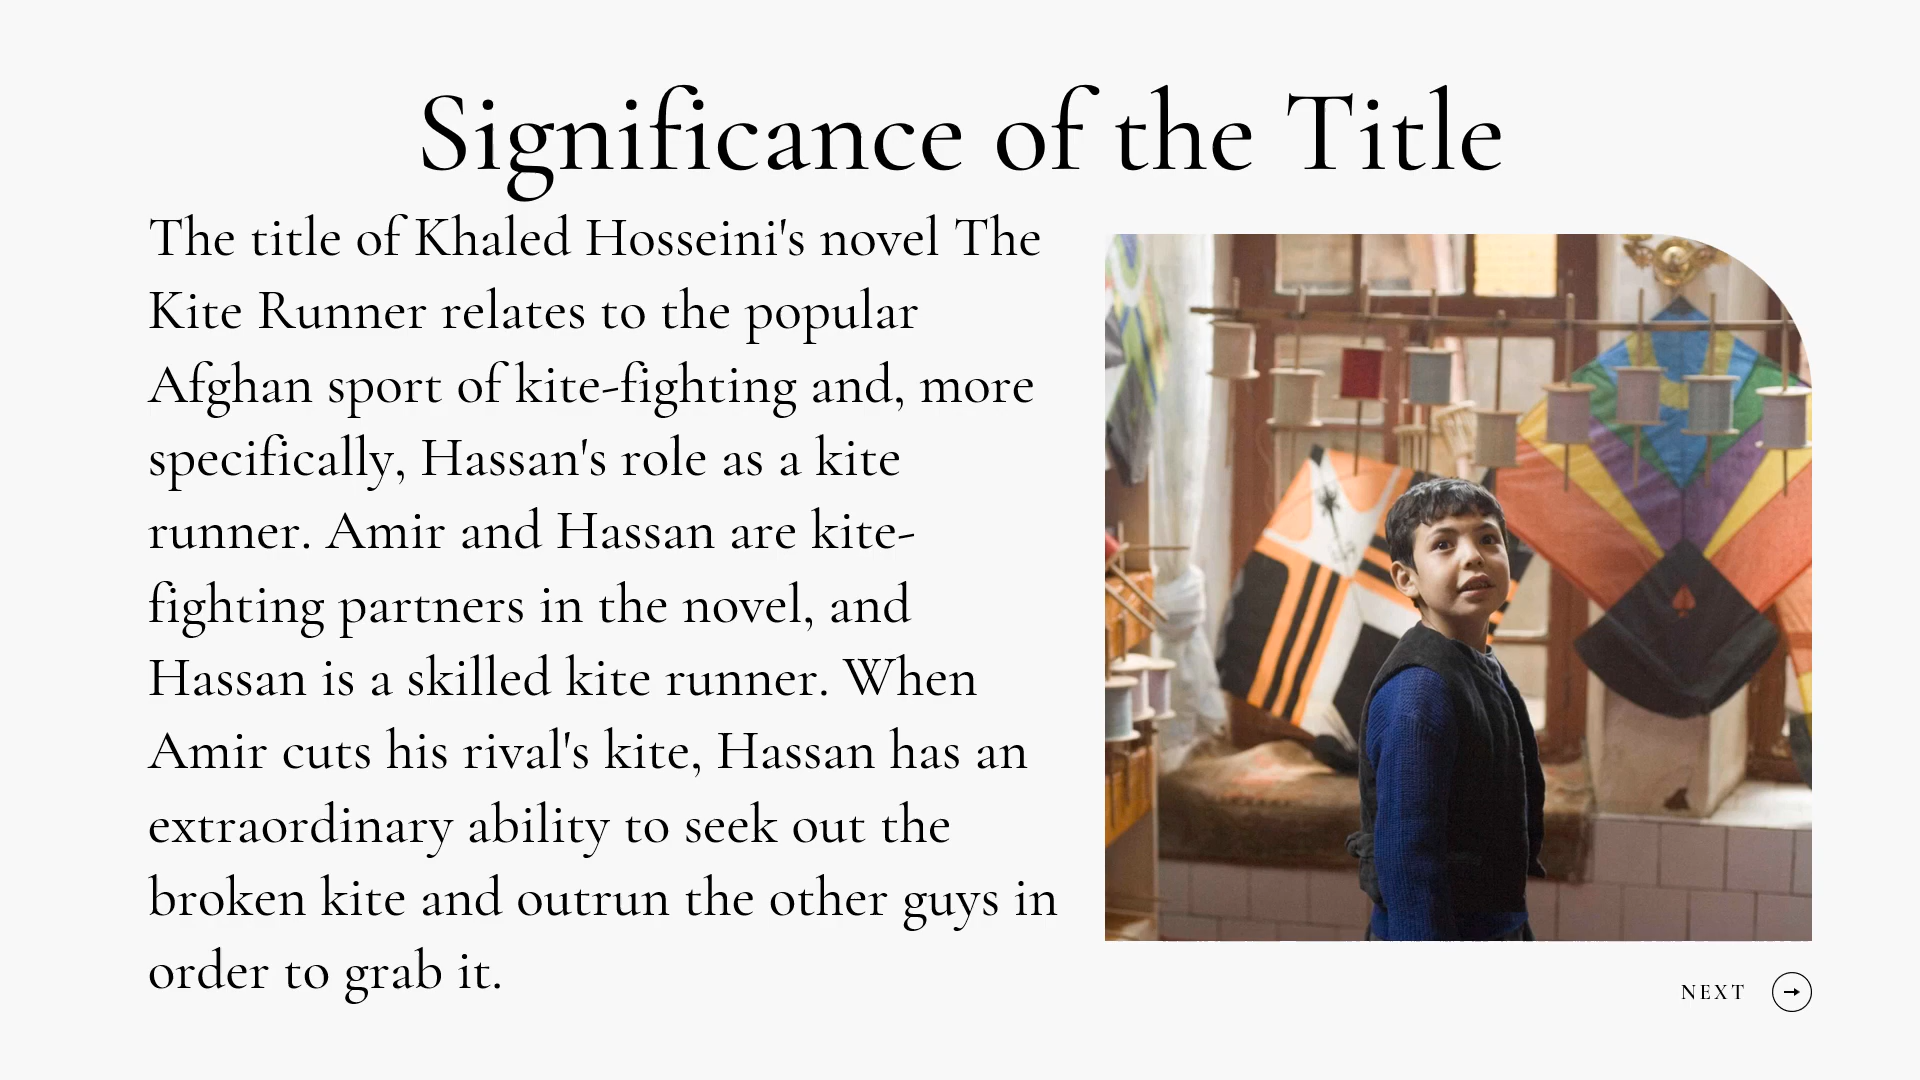 Significance of the Title
The title of Khaled Hosseini's novel The
Kite Runner relates to the popular
Afghan sport of kite-fighting and, more
specifically, Hassan's role as a kite
runner. Amir and Hassan are kite-
fighting partners in the novel, and
Hassan is a skilled kite runner. When
Amir cuts his rival's kite, Hassan has an
extraordinary ability to seek out the
broken kite and outrun the other guys in
order to grab it.
NEXT